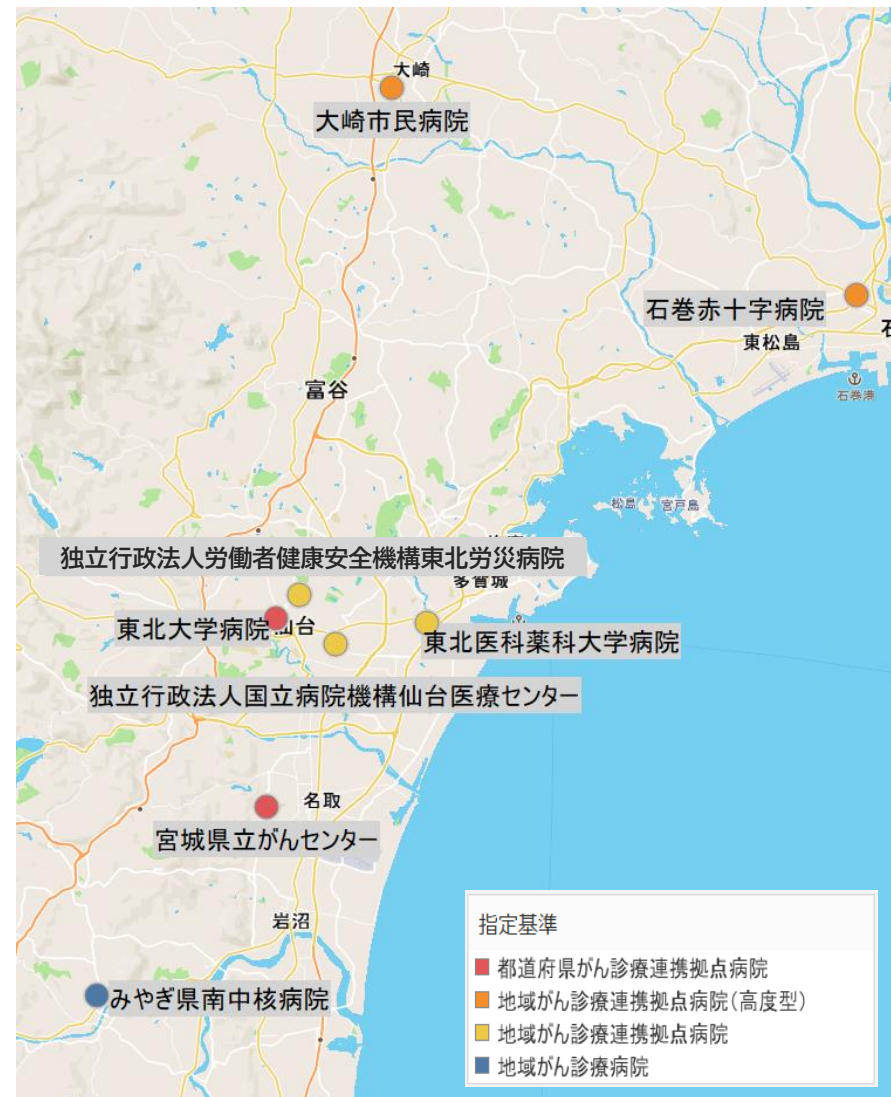 大崎
大崎市民病院
石巻赤十字病院
東松島
石巻港
富谷
松島
宮戸島
独立行政法人労働者健康安全機構東北労災病院
多賀城
東北大学病院
仙台
東北医科薬科大学病院
独立行政法人国立病院機構仙台医療センター
名取
宮城県立がんセンター
岩沼
みやぎ県南中核病院
指定基準
都道府県がん診療連携拠点病院
地域がん診療連携拠点病院(高度型)
地域がん診療連携拠点病院
地域がん診療病院